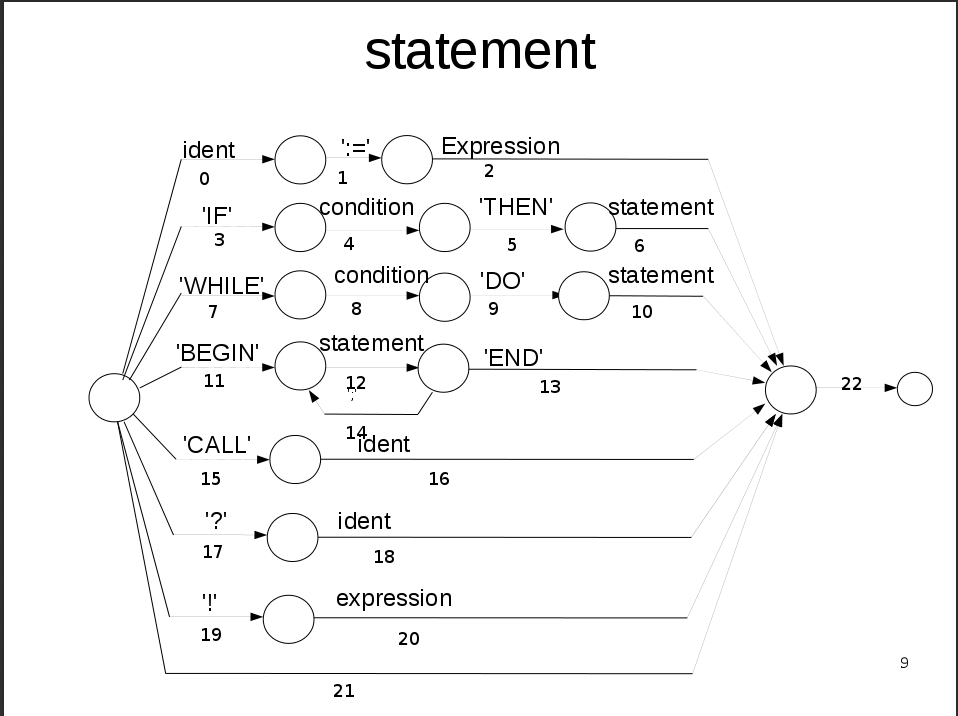 statement
ident ':=' Expression
0 1 2
'IF' condition 'THEN' statement
3 4 5 6
'WHILE' condition 'DO' statement
7 8 9 10
'BEGIN' statement 'END'
11 12 13
;
14
'CALL' ident
15 16
22
'?' ident
17 18
'!' expression
19 20
21
9